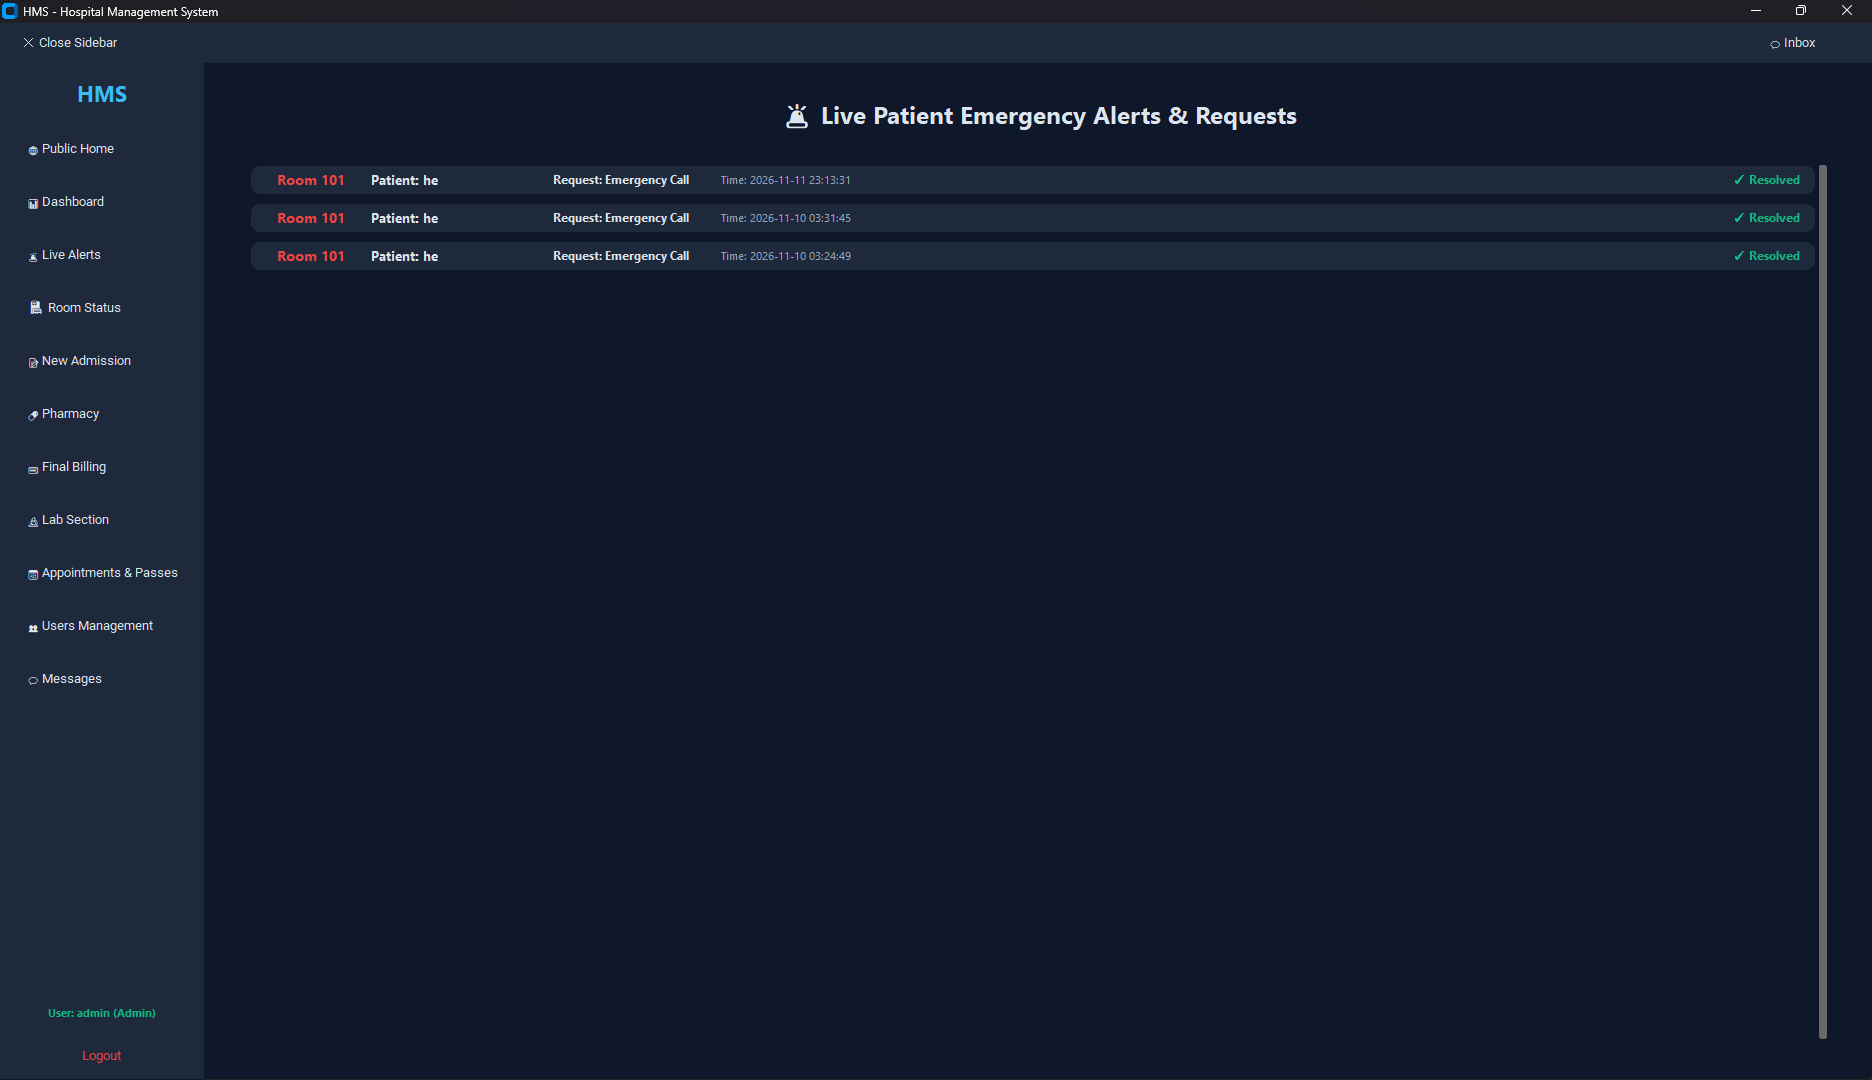 HMS - Hospital Management System
Close Sidebar
Inbox
HMS
Public Home
Dashboard
Live Alerts
Room Status
New Admission
Pharmacy
Final Billing
Lab Section
Appointments & Passes
Users Management
Messages
User: admin (Admin)
Logout
Live Patient Emergency Alerts & Requests
Room 101 Patient: he Request: Emergency Call Time: 2026-11-11 23:13:31 ✓ Resolved
Room 101 Patient: he Request: Emergency Call Time: 2026-11-10 03:31:45 ✓ Resolved
Room 101 Patient: he Request: Emergency Call Time: 2026-11-10 03:24:49 ✓ Resolved